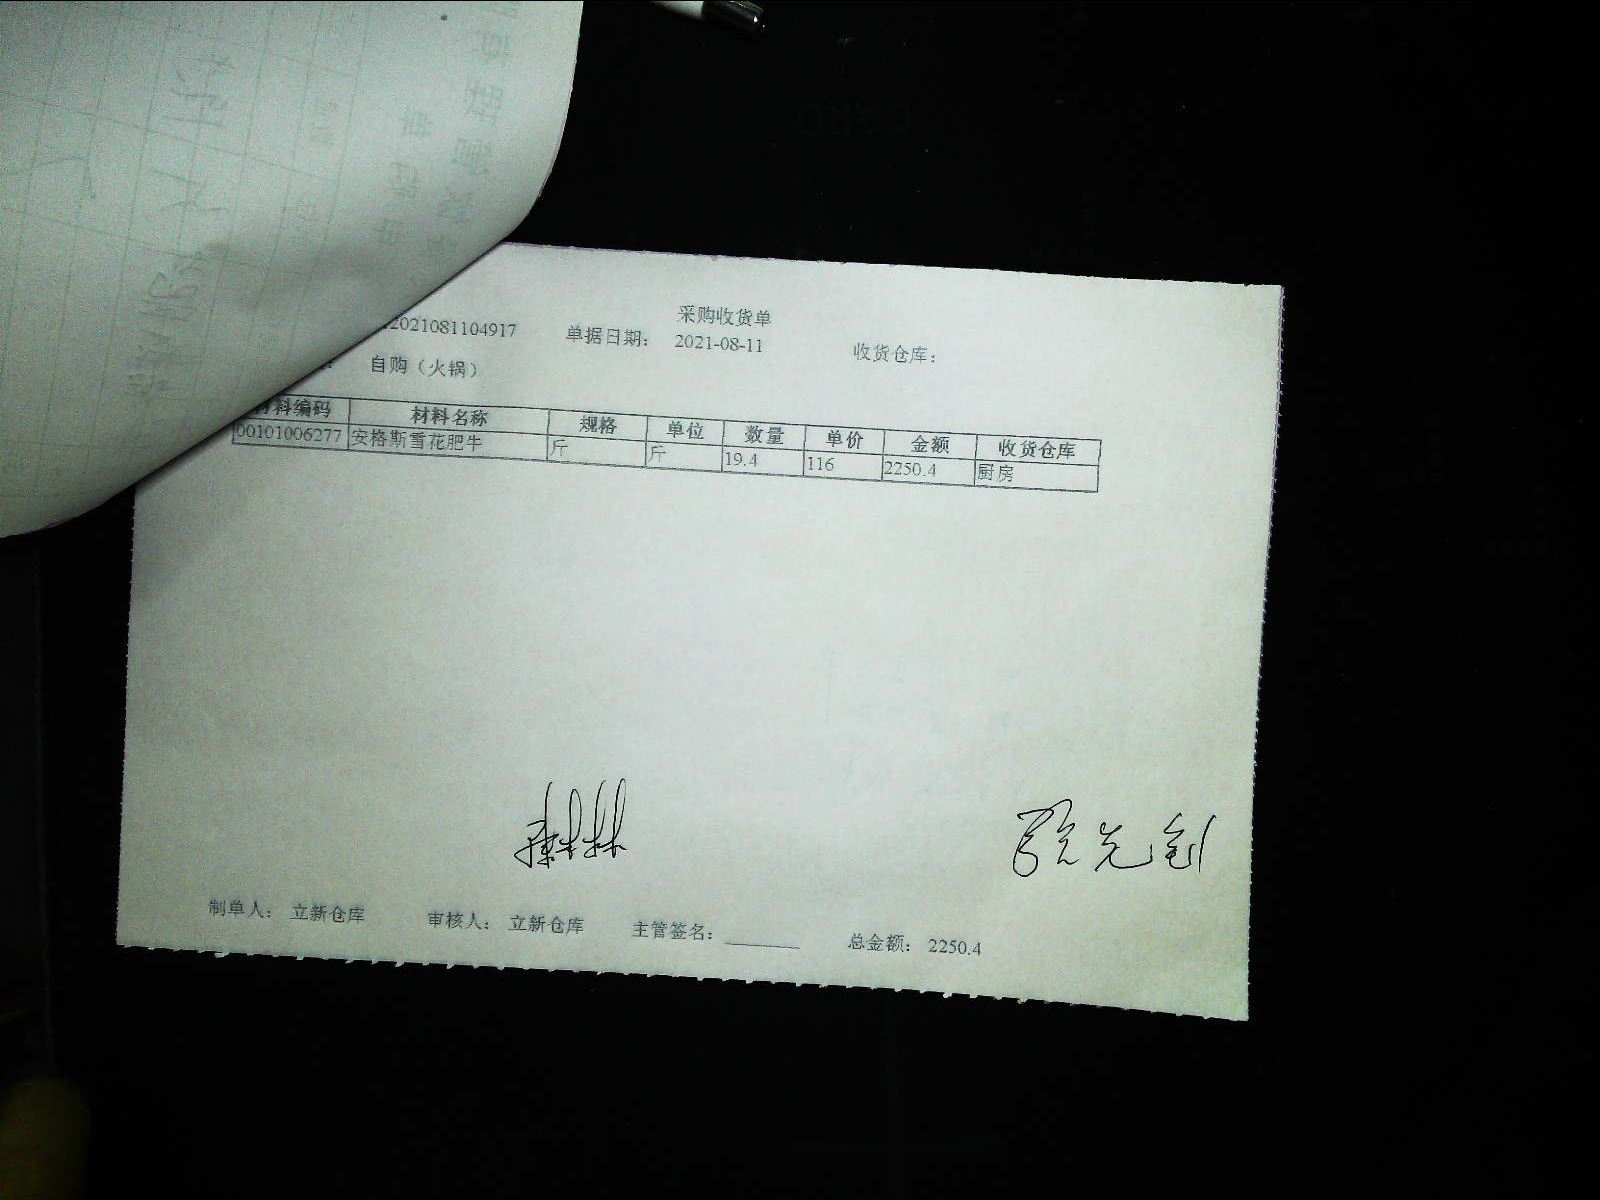 采购收货单
2021081104917 单据日期: 2021-08-11 收货仓库:
自购（火锅）
材料编码 材料名称 规格 单位 数量 单价 金额 收货仓库
00101006277 安格斯雪花肥牛 斤 斤 19.4 116 2250.4 厨房
制单人: 立新仓库 审核人: 立新仓库 主管签名: 总金额: 2250.4